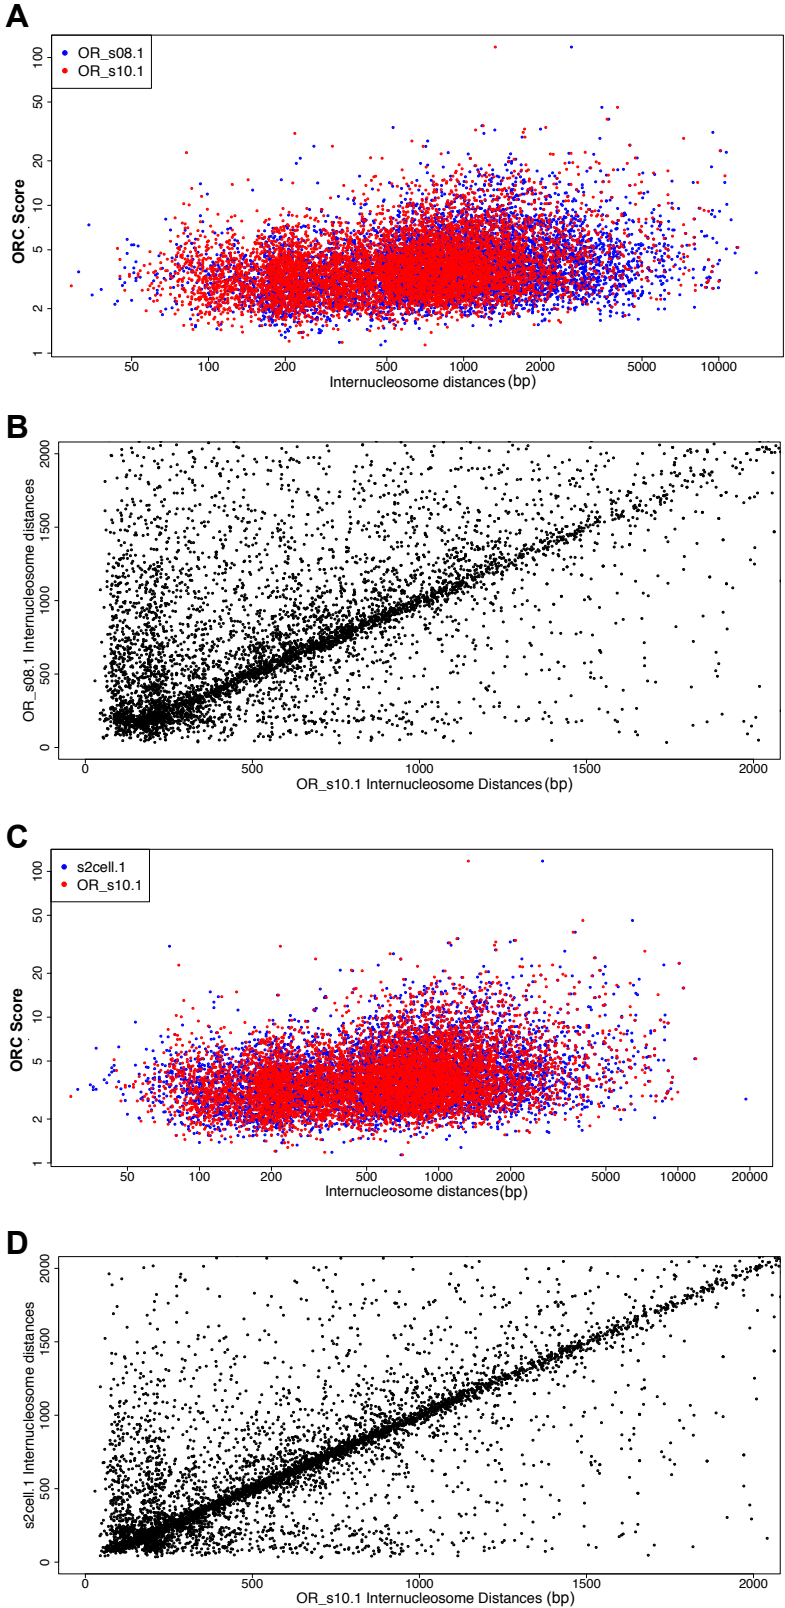 A
OR_s08.1
OR_s10.1
ORC Score
100
50
20
10
5
2
1
50 100 200 500 1000 2000 5000 10000
Internucleosome distances (bp)
B
OR_s08.1 Internucleosome distances
2000
1500
1000
500
0
0 500 1000 1500 2000
OR_s10.1 Internucleosome Distances (bp)
C
s2cell.1
OR_s10.1
ORC Score
100
50
20
10
5
2
1
50 100 200 500 1000 2000 5000 10000 20000
Internucleosome distances (bp)
D
s2cell.1 Internucleosome distances
2000
1500
1000
500
0
0 500 1000 1500 2000
OR_s10.1 Internucleosome Distances (bp)